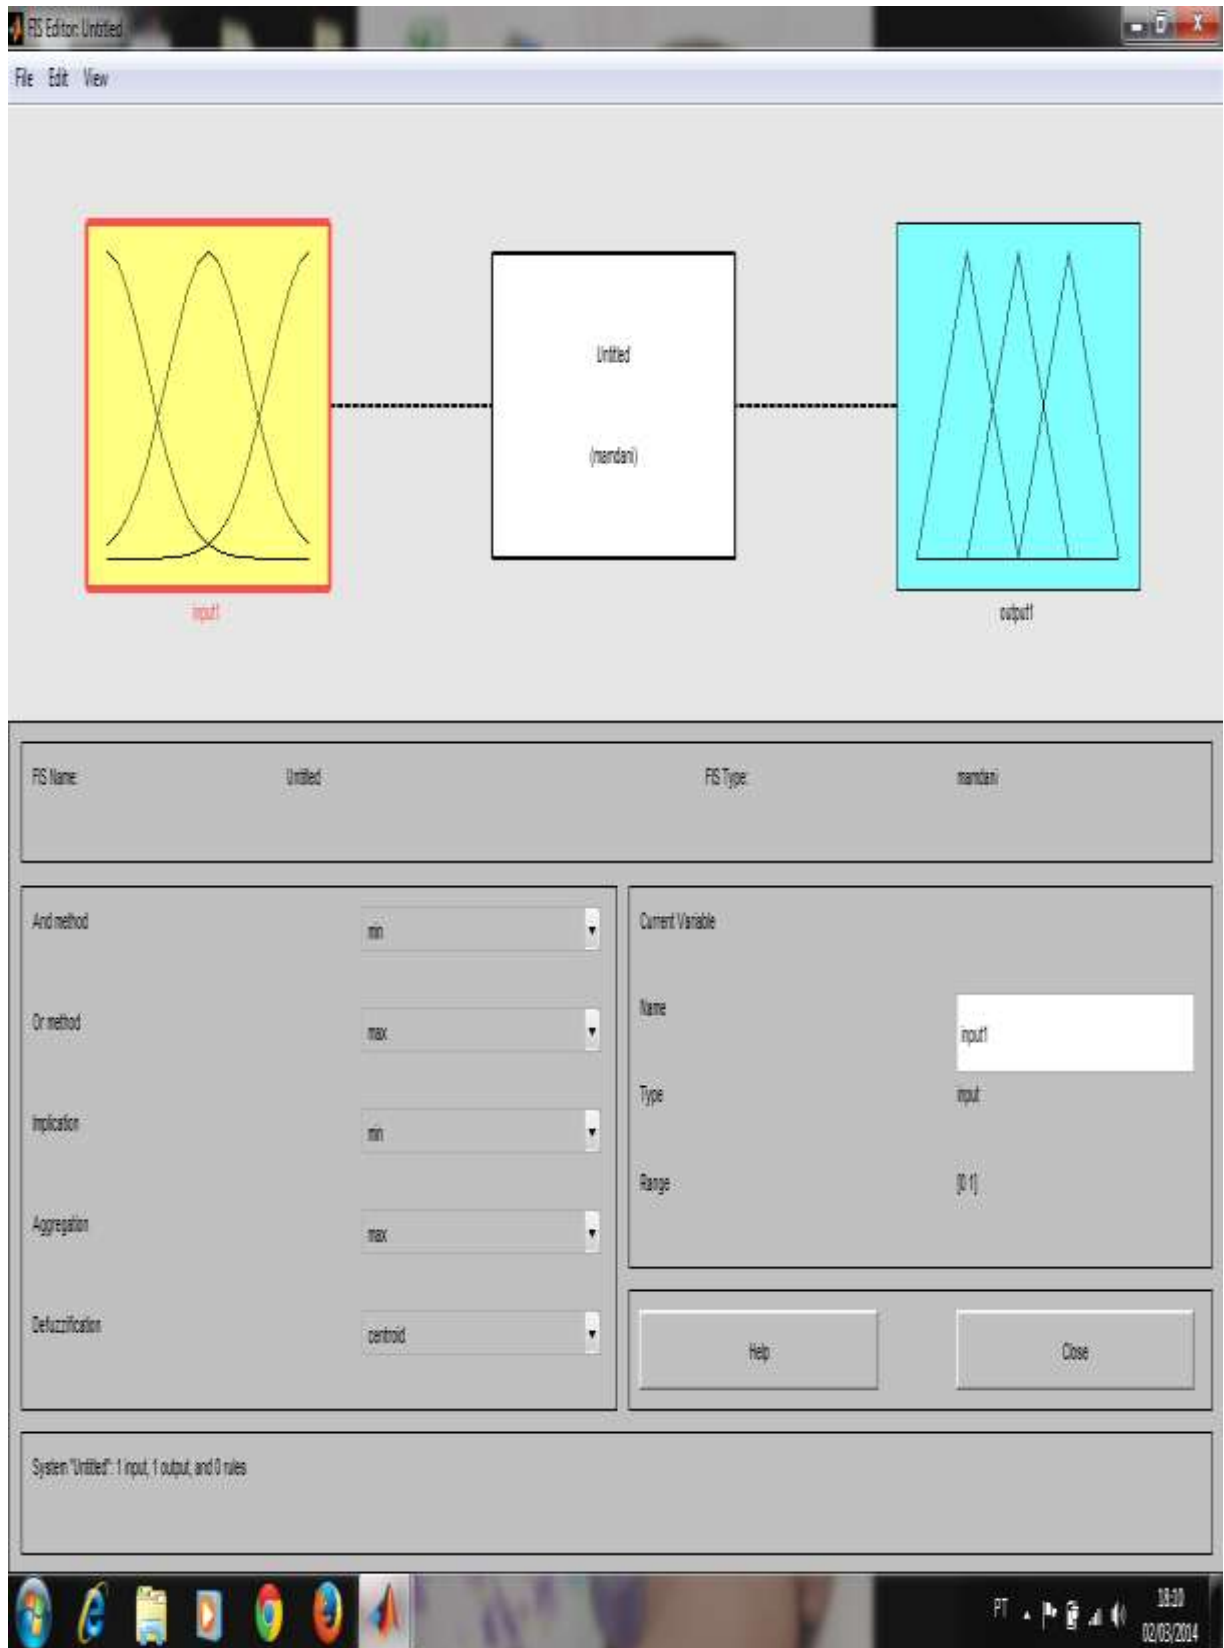 FIS Editor: Untitled
File Edit View
Untitled
(mamdani)
input1
output1
FIS Name: Untitled FIS Type: mamdani
And method min
Or method max
Implication min
Aggregation max
Defuzzification centroid
Current Variable
Name input1
Type input
Range [0 1]
Help Close
System "Untitled": 1 input, 1 output, and 0 rules
PT 18:10
02/03/2014